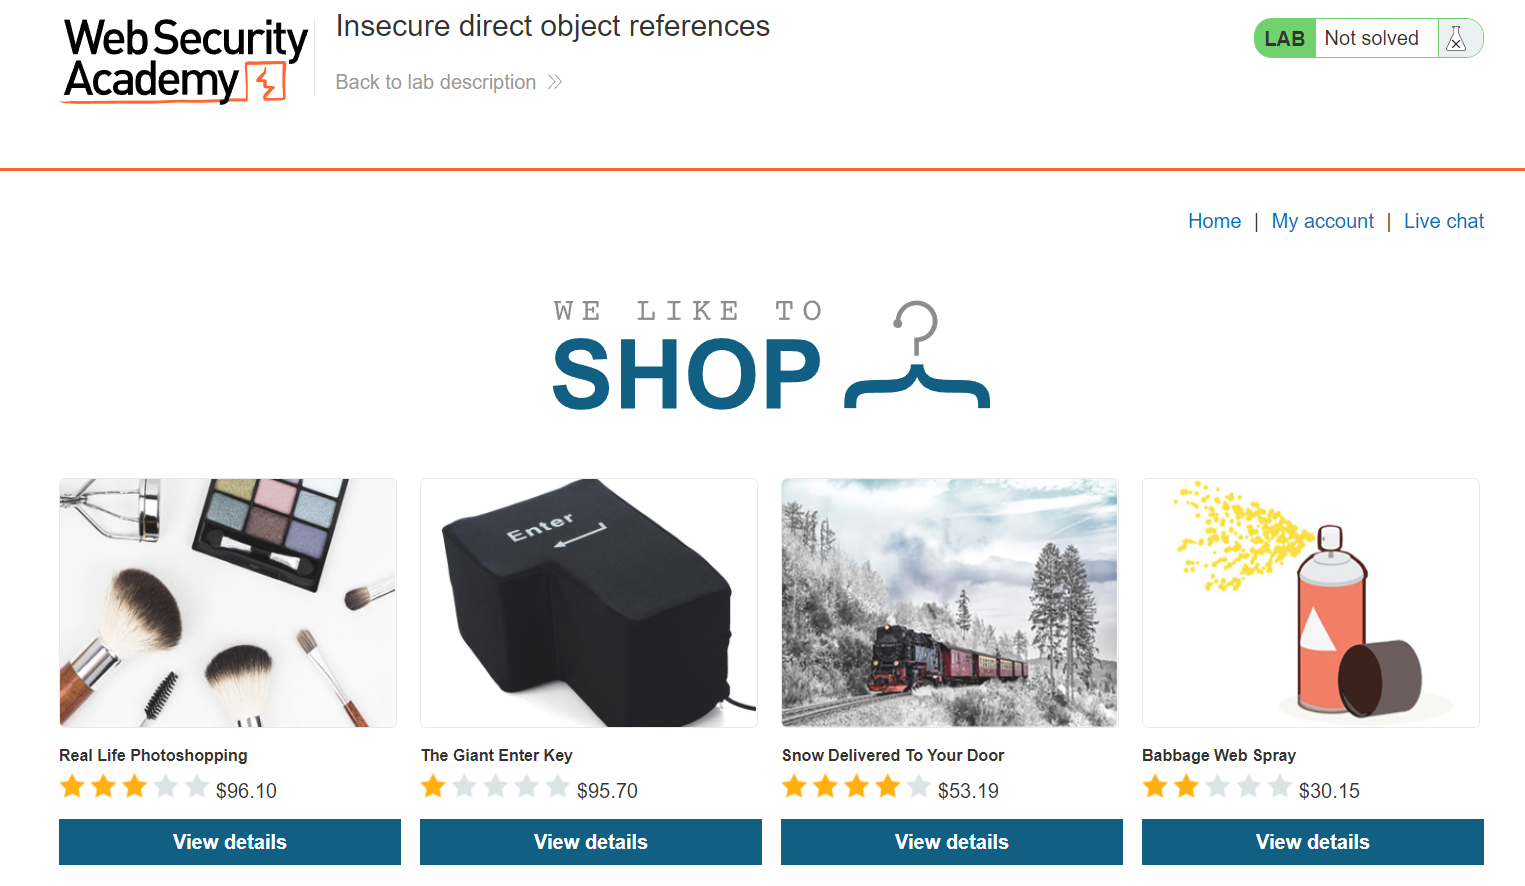 Web Security
Academy
Insecure direct object references
Back to lab description
LAB Not solved
Home | My account | Live chat
WE LIKE TO
SHOP
Enter
Real Life Photoshopping
$96.10
View details
The Giant Enter Key
$95.70
View details
Snow Delivered To Your Door
$53.19
View details
Babbage Web Spray
$30.15
View details